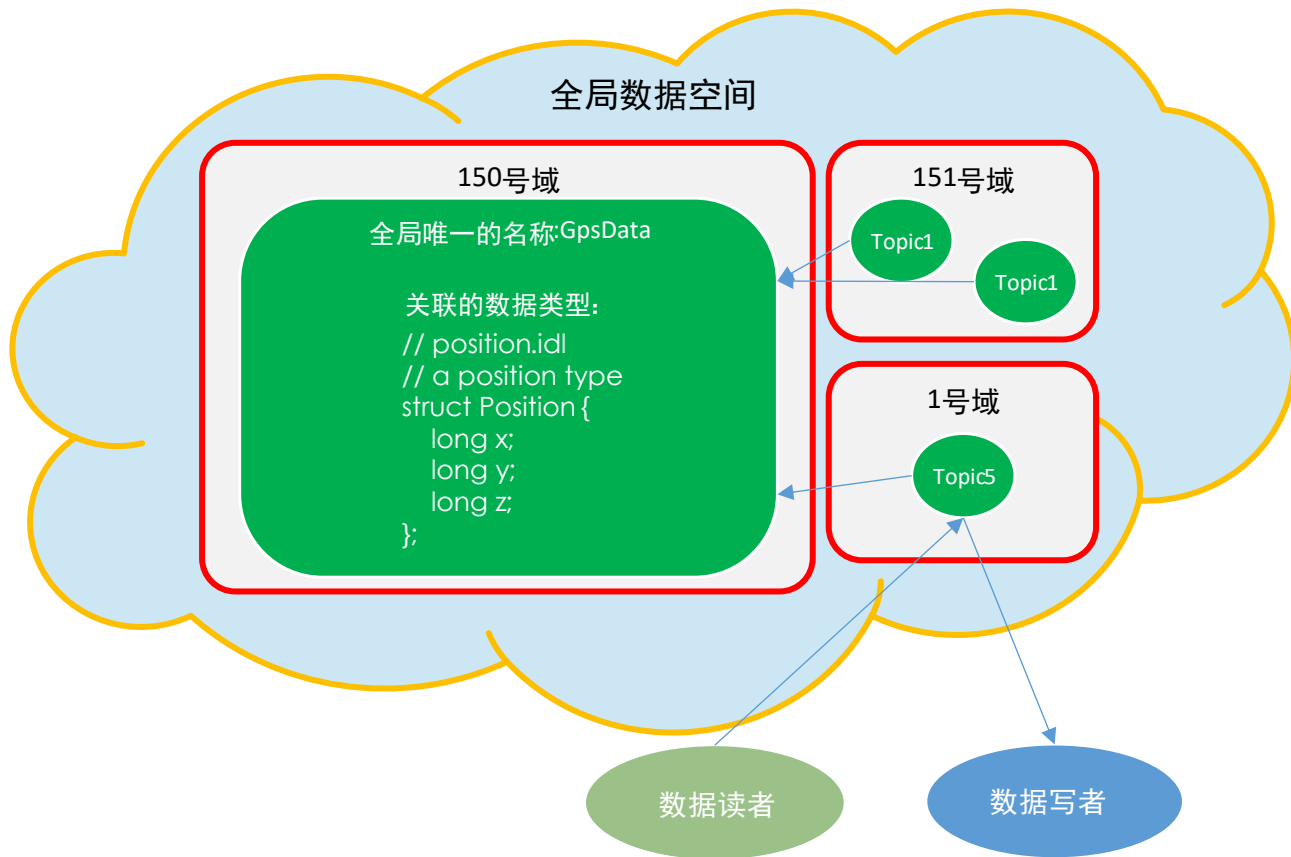 全局数据空间
150号域
全局唯一的名称:GpsData
关联的数据类型:
// position.idl
// a position type
struct Position {
long x;
long y;
long z;
};
151号域
Topic1
Topic1
1号域
Topic5
数据读者
数据写者